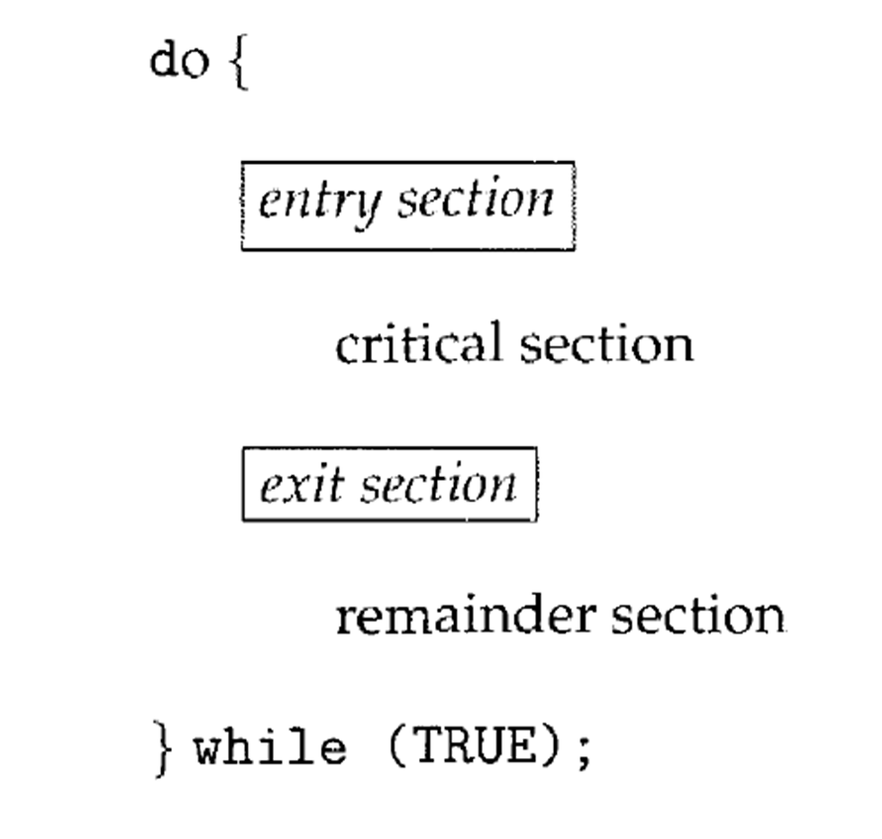 do {
entry section
critical section
exit section
remainder section
} while (TRUE);